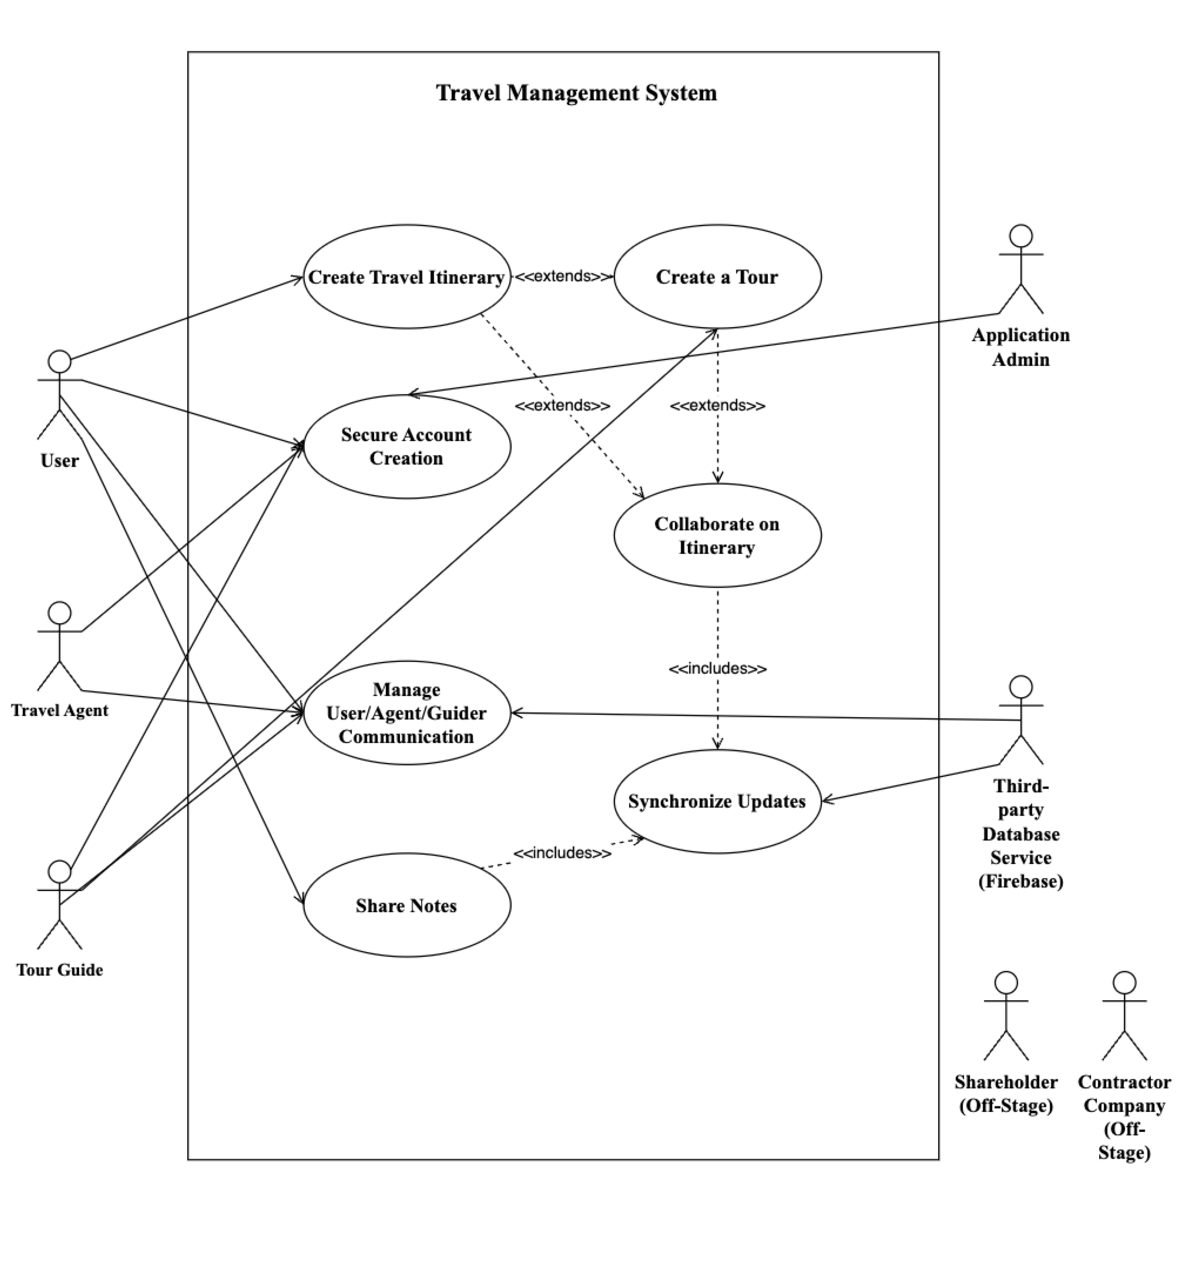 Travel Management System
Create Travel Itinerary
<<extends>>
Create a Tour
Application
Admin
<<extends>>
<<extends>>
Secure Account
Creation
User
Collaborate on
Itinerary
<<includes>>
Manage
User/Agent/Guider
Communication
Travel Agent
Synchronize Updates
Third-
party
Database
Service
(Firebase)
<<includes>>
Share Notes
Tour Guide
Shareholder
(Off-Stage)
Contractor
Company
(Off-
Stage)